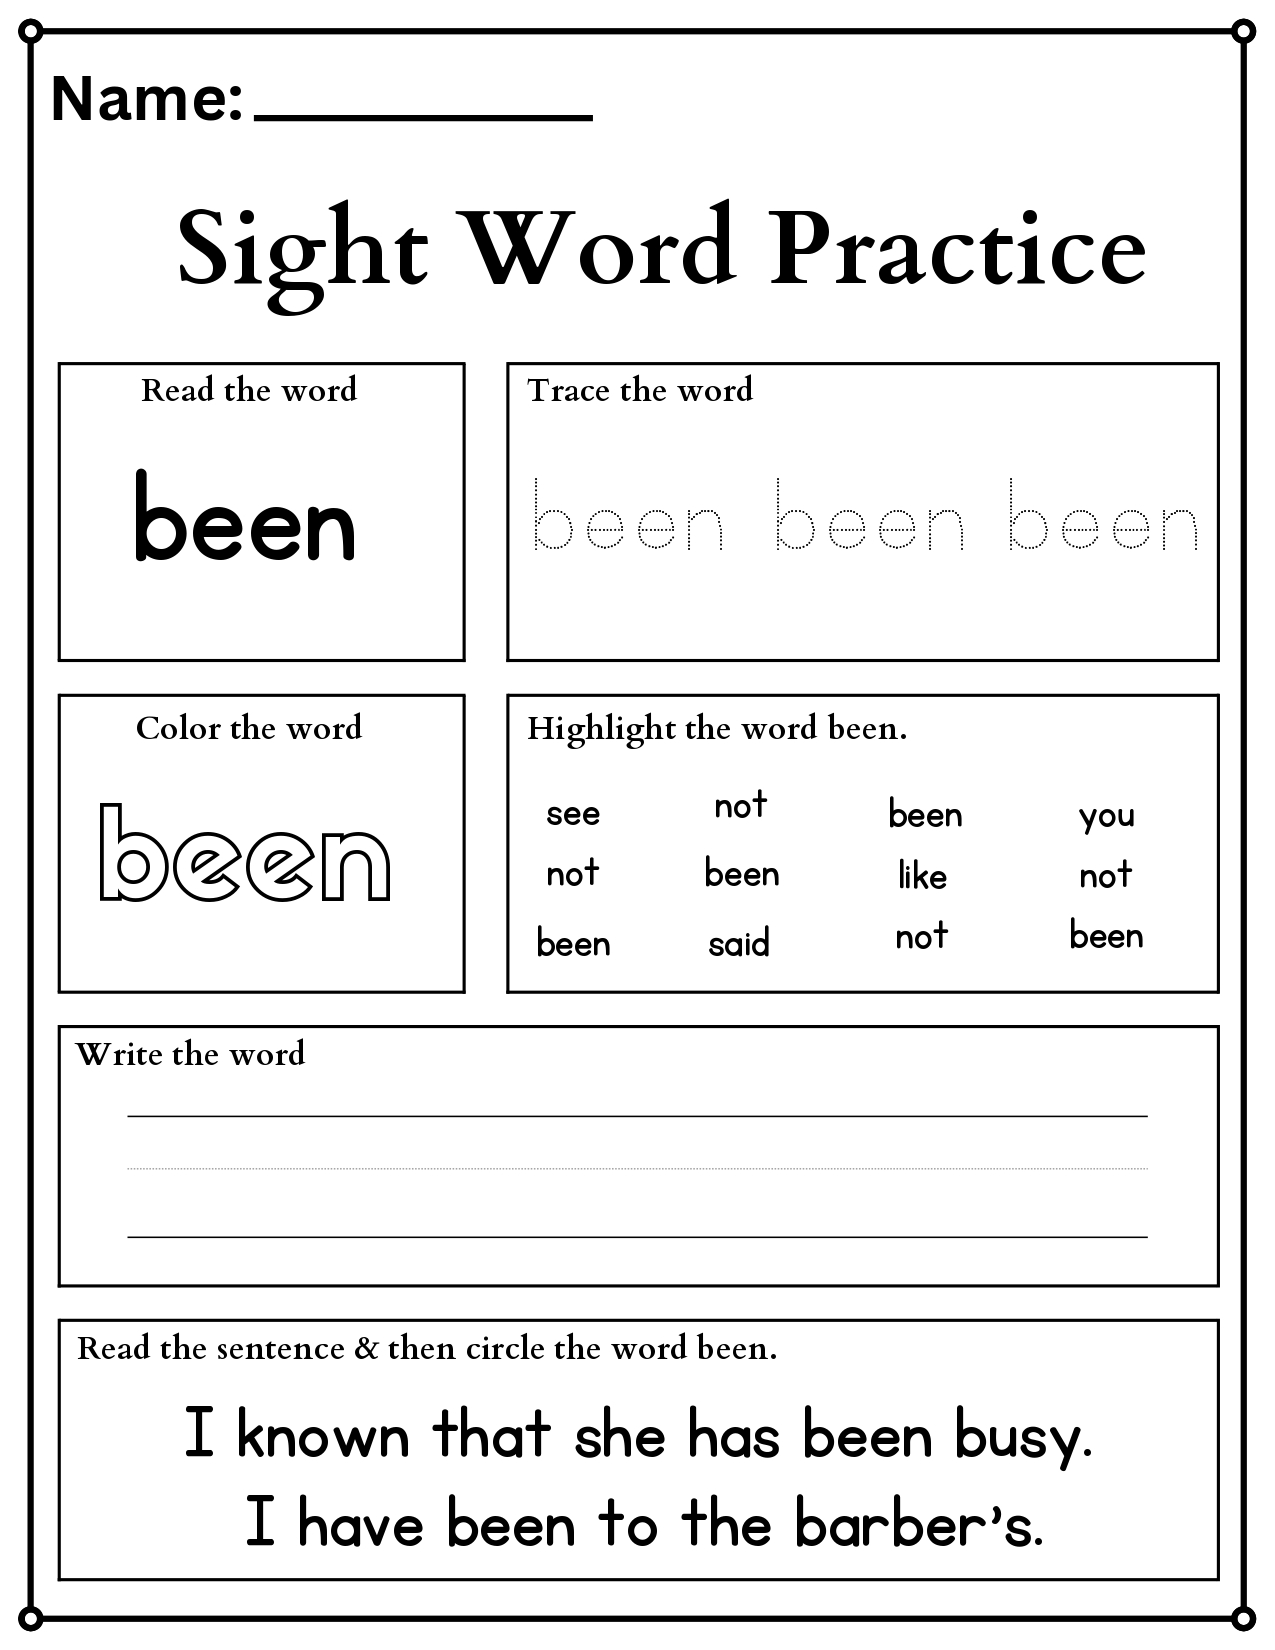 Name:
Sight Word Practice
Read the word
been
Trace the word
been been been
Color the word
been
Highlight the word been.
see not been you
not been like not
been said not been
Write the word
Read the sentence & then circle the word been.
I known that she has been busy.
I have been to the barber's.